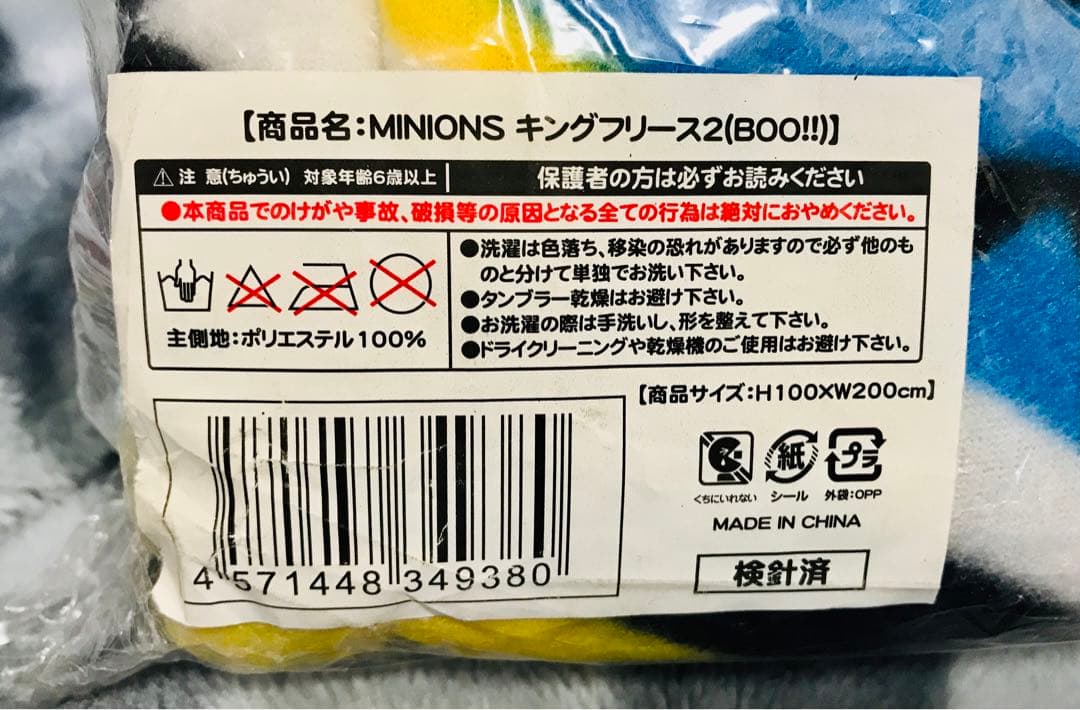 【商品名:MINIONS キングフリース2(BOO!!)】
⚠注 意(ちゅうい) 対象年齢6歳以上
保護者の方は必ずお読みください
●本商品でのけがや事故、破損等の原因となる全ての行為は絶対におやめください。
主側地:ポリエステル100%
●洗濯は色落ち、移染の恐れがありますので必ず他のも
のと分けて単独でお洗い下さい。
●タンブラー乾燥はお避け下さい。
●お洗濯の際は手洗いし、形を整えて下さい。
●ドライクリーニングや乾燥機のご使用はお避け下さい。
【商品サイズ:H100XW200cm】
4 571448 349380
くちにいれない
紙
シール
プラ
外袋:OPP
MADE IN CHINA
検針済